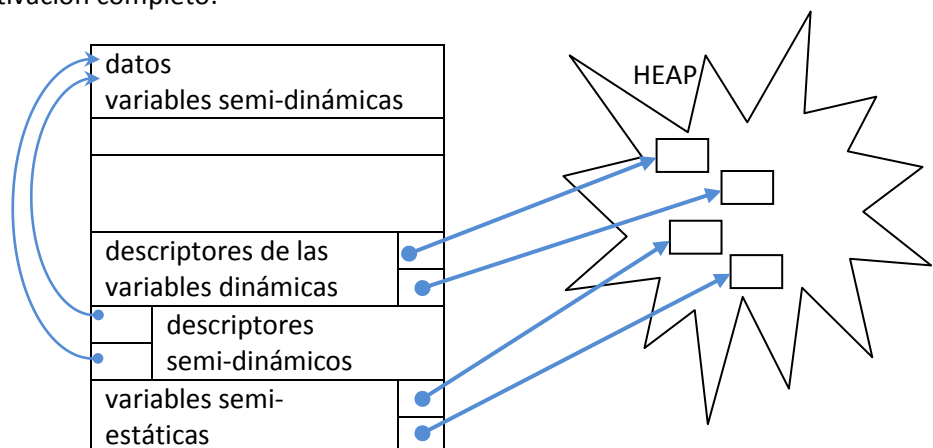 tivación completo:
datos
variables semi-dinámicas
HEAP
descriptores de las
variables dinámicas
descriptores
semi-dinámicos
variables semi-
estáticas